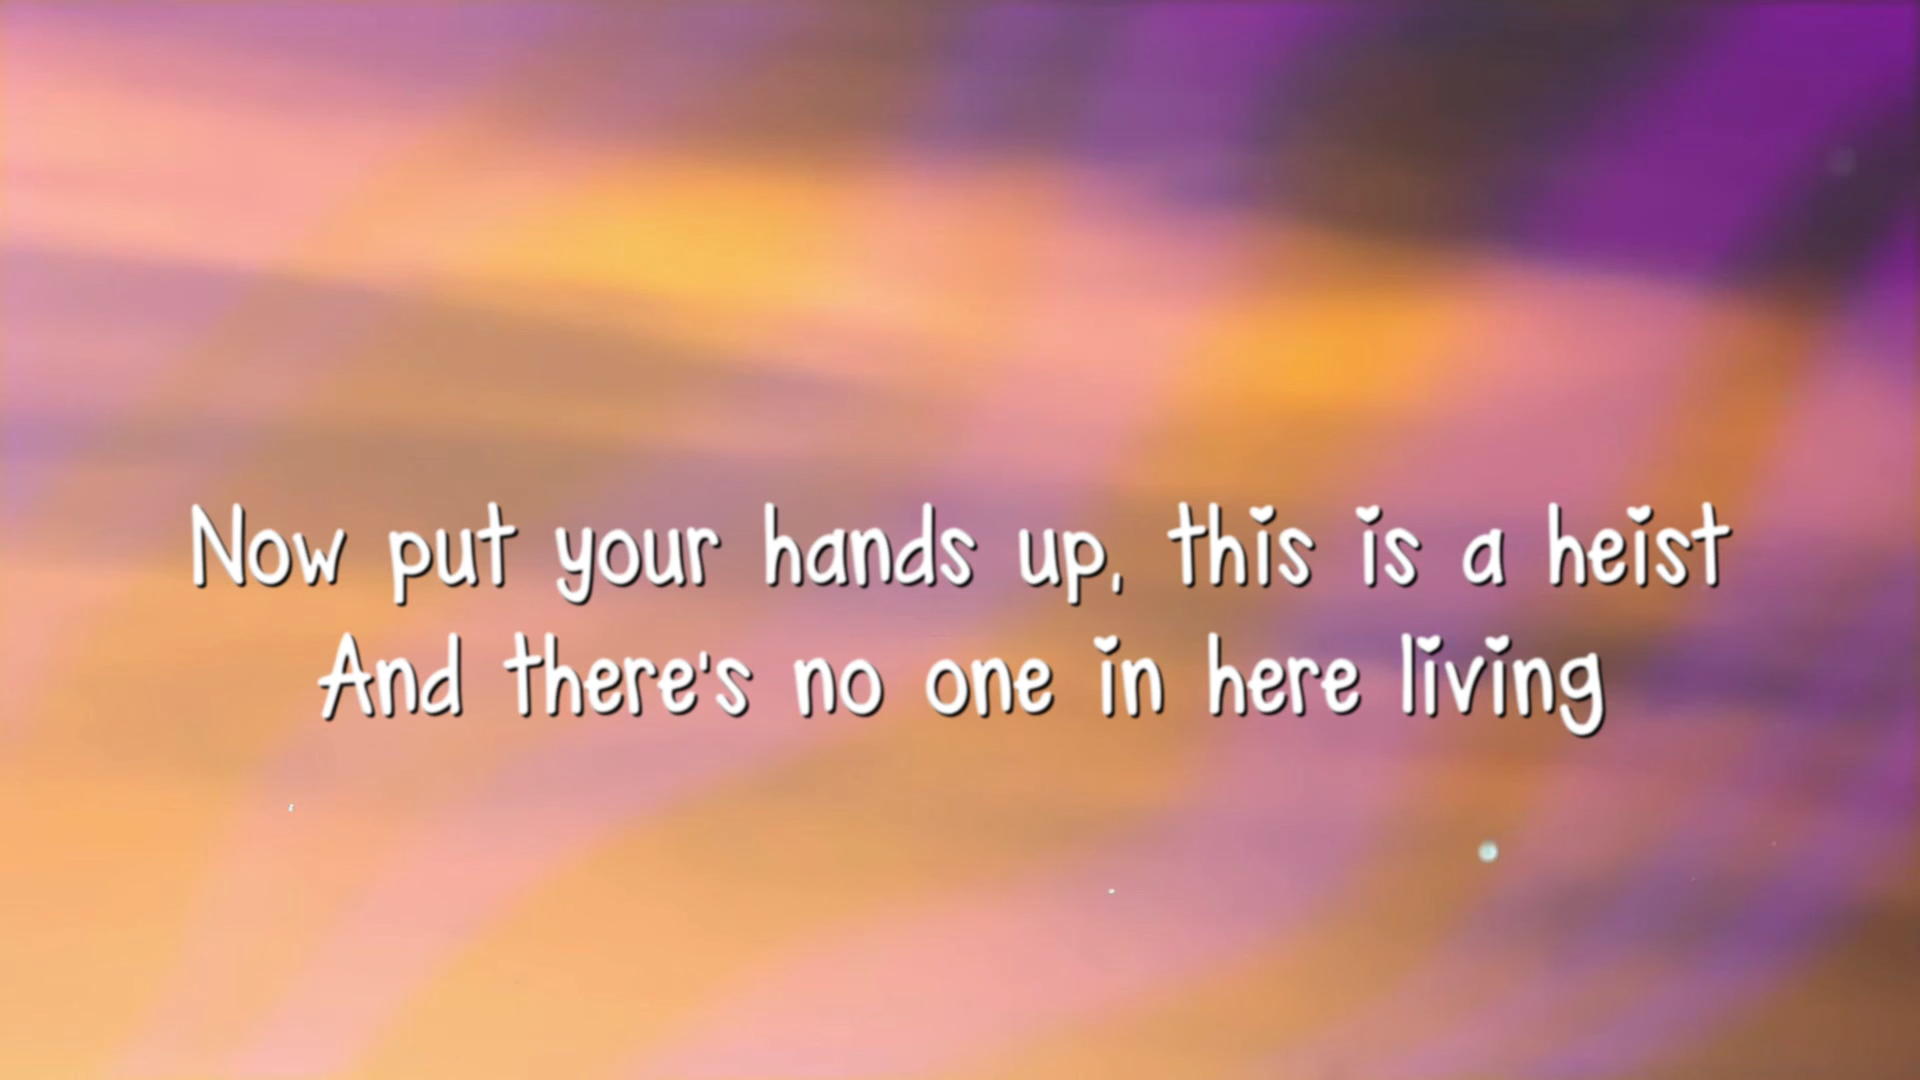 Now put your hands up, this is a heist
And there's no one in here living